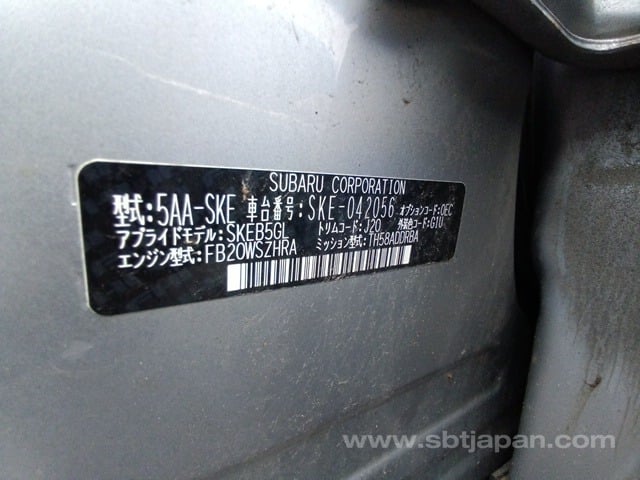 SUBARU CORPORATION
型式:5AA-SKE 車台番号:SKE-042056 オプションコード:OEC
アプライドモデル:SKEB5GL トリムコード:J20 外装色コード:G1U
エンジン型式:FB20WSZHRA ミッション型式:TH58ADDRBA
www.sbtjapan.com